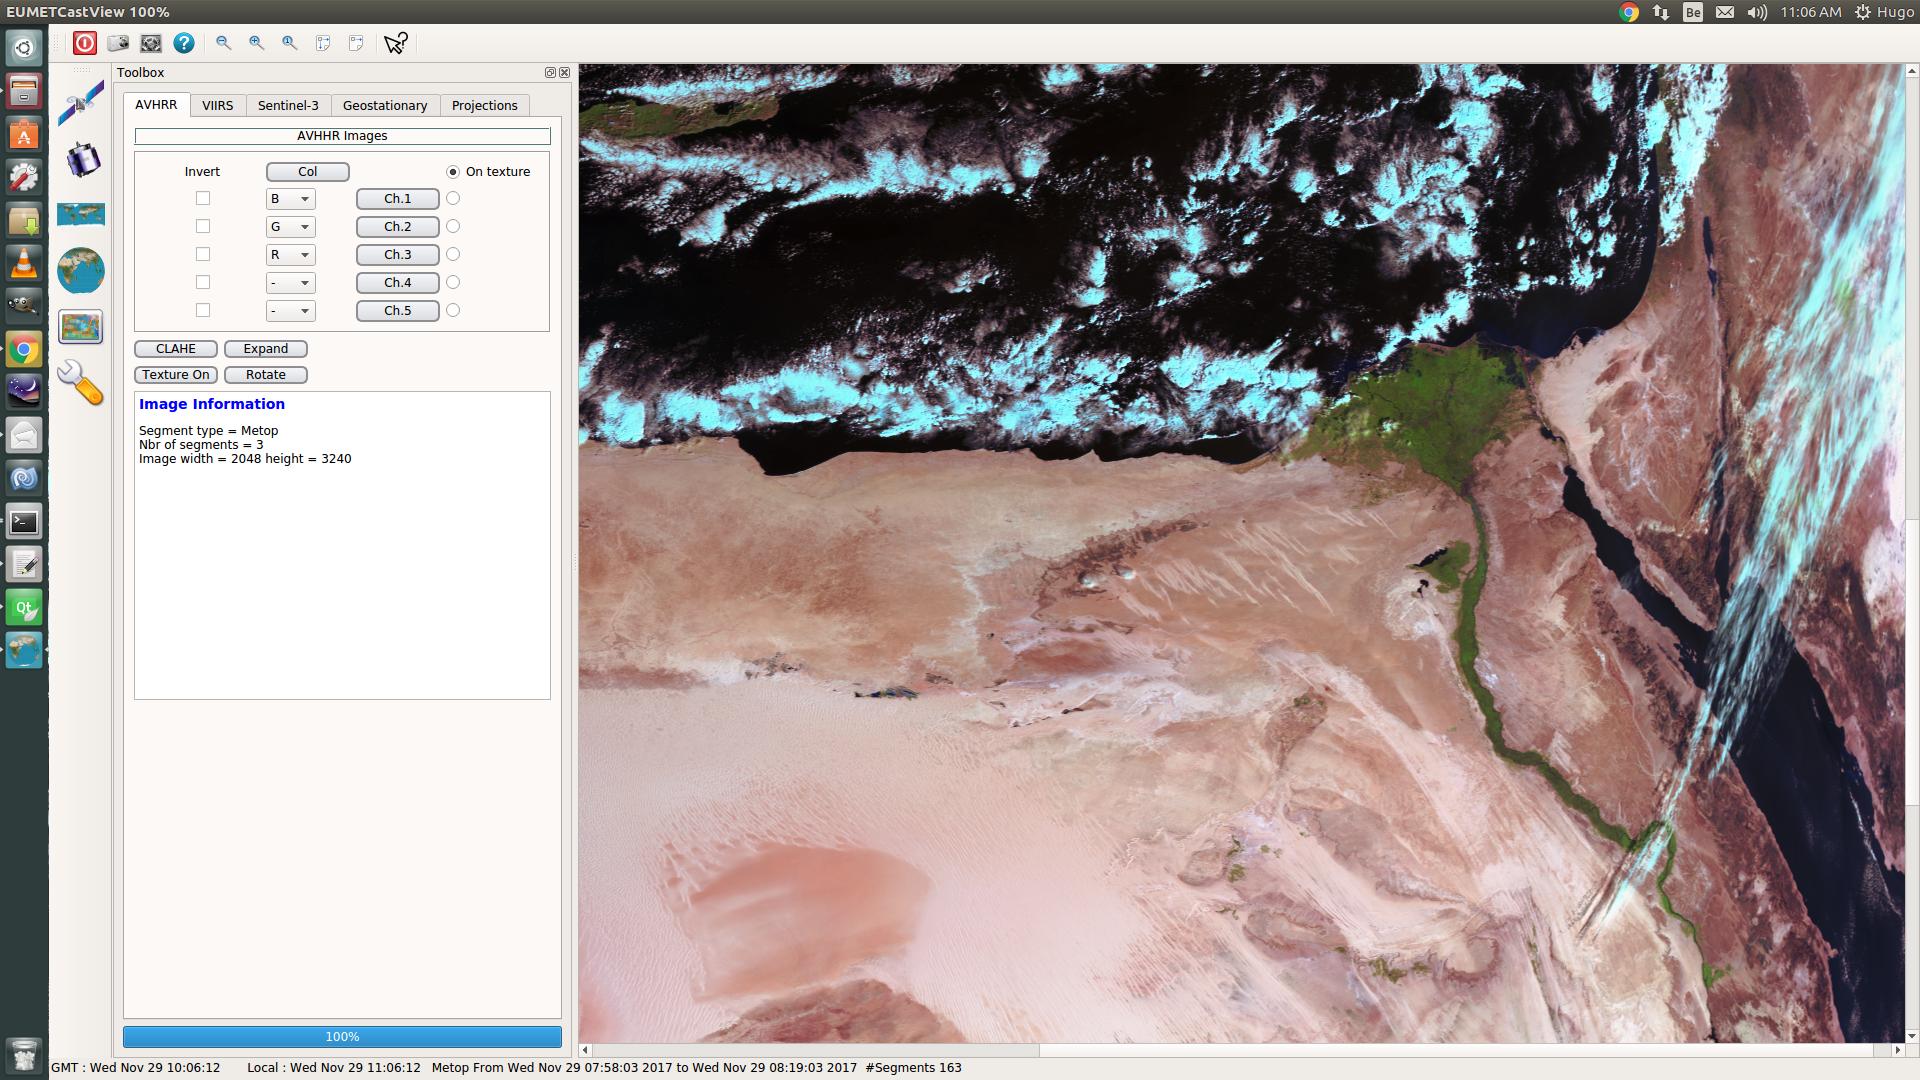 EUMETCastView 100%
Be
11:06 AM
Hugo
Toolbox
AVHRR
VIIRS
Sentinel-3
Geostationary
Projections
AVHHR Images
Invert
Col
On texture
B
Ch.1
G
Ch.2
R
Ch.3
-
Ch.4
-
Ch.5
CLAHE
Expand
Texture On
Rotate
Image Information
Segment type = Metop
Nbr of segments = 3
Image width = 2048 height = 3240
100%
GMT : Wed Nov 29 10:06:12
Local : Wed Nov 29 11:06:12
Metop From Wed Nov 29 07:58:03 2017 to Wed Nov 29 08:19:03 2017 #Segments 163